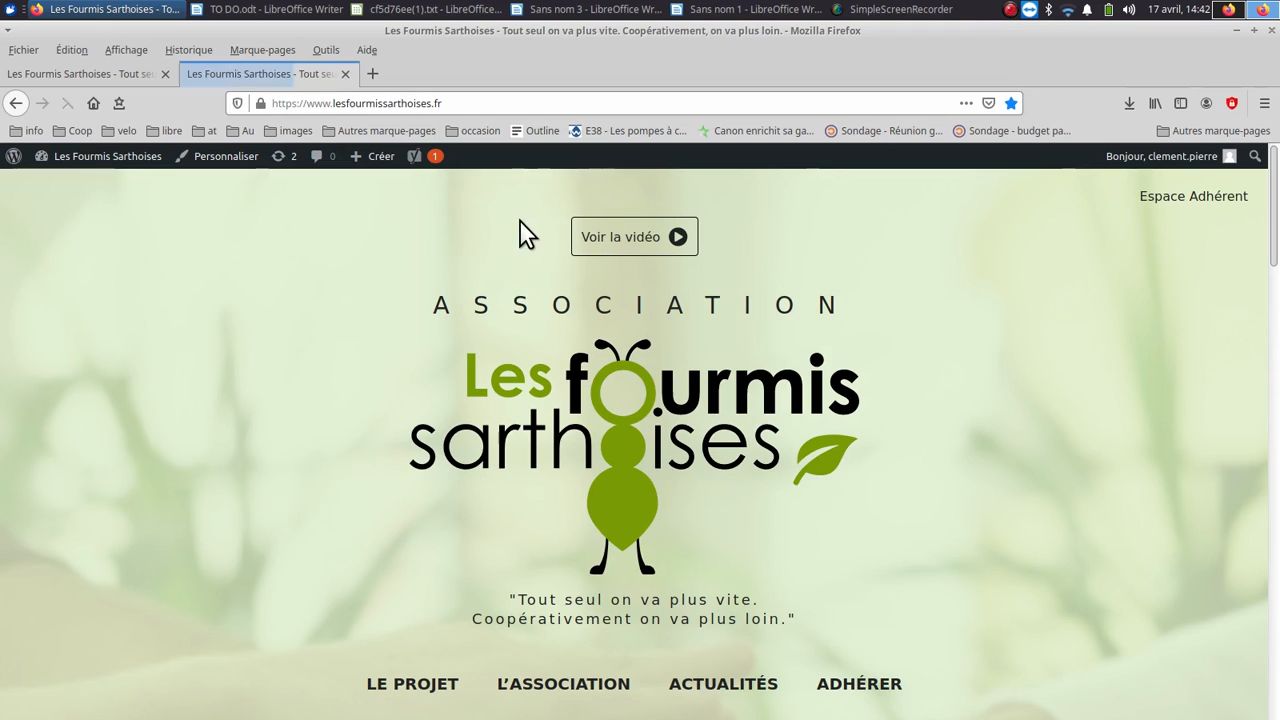 Les Fourmis Sarthoises - To...
TO DO.odt - LibreOffice Writer
cf5d76ee(1).txt - LibreOffice...
Sans nom 3 - LibreOffice Wr...
Sans nom 1 - LibreOffice Wr...
SimpleScreenRecorder
17 avril, 14:42
Les Fourmis Sarthoises - Tout seul on va plus vite. Coopérativement, on va plus loin. - Mozilla Firefox
Fichier Édition Affichage Historique Marque-pages Outils Aide
Les Fourmis Sarthoises - Tout seu
Les Fourmis Sarthoises - Tout seu
https://www.lesfourmissarthoises.fr
info Coop velo libre at Au images Autres marque-pages occasion Outline E38 - Les pompes à c... Canon enrichit sa ga... Sondage - Réunion g... Sondage - budget pa... Autres marque-pages
Les Fourmis Sarthoises Personnaliser 2 0 Créer 1 Bonjour, clement.pierre
Espace Adhérent
Voir la vidéo
ASSOCIATION
Les fourmis
sarthoises
"Tout seul on va plus vite.
Coopérativement on va plus loin."
LE PROJET L'ASSOCIATION ACTUALITÉS ADHÉRER